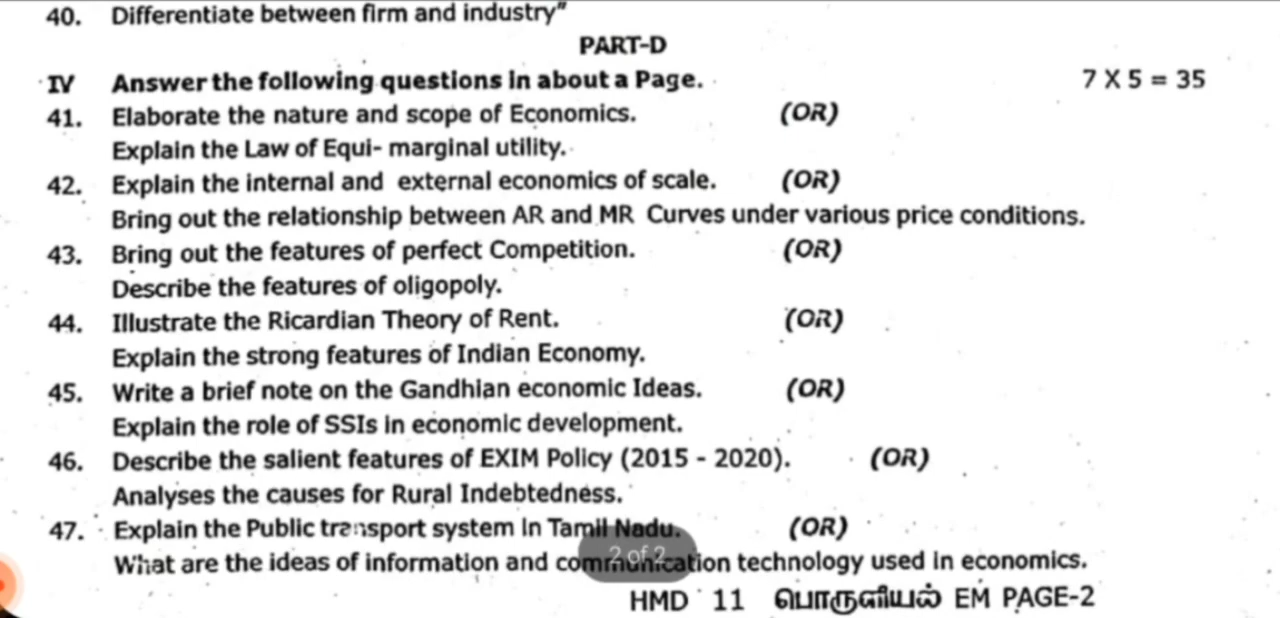 40. Differentiate between firm and industry"
PART-D
IV Answer the following questions in about a Page. 7 X 5 = 35
41. Elaborate the nature and scope of Economics. (OR)
Explain the Law of Equi- marginal utility.
42. Explain the internal and external economics of scale. (OR)
Bring out the relationship between AR and MR Curves under various price conditions.
43. Bring out the features of perfect Competition. (OR)
Describe the features of oligopoly.
44. Illustrate the Ricardian Theory of Rent. (OR)
Explain the strong features of Indian Economy.
45. Write a brief note on the Gandhian economic Ideas. (OR)
Explain the role of SSIs in economic development.
46. Describe the salient features of EXIM Policy (2015 - 2020). (OR)
Analyses the causes for Rural Indebtedness.
47. Explain the Public transport system in Tamil Nadu. (OR)
2 of 2
What are the ideas of information and communication technology used in economics.
HMD 11 பொருளியல் EM PAGE-2